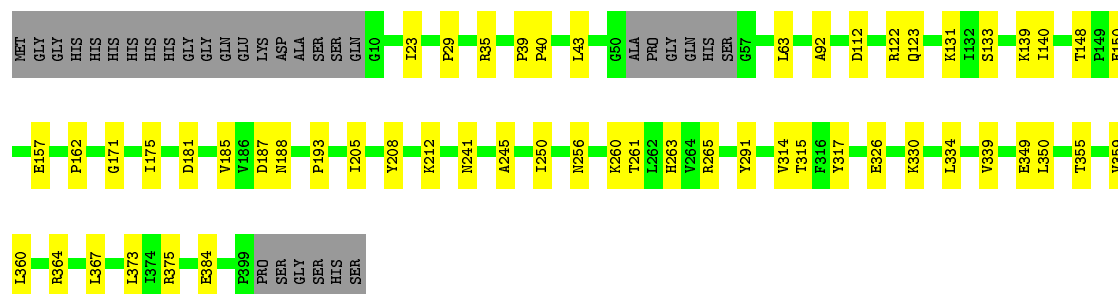 MET GLY GLY HIS HIS HIS HIS HIS HIS GLY GLY GLN GLU LYS ASP ALA SER SER GLN G10 I23 P29 R35 P39 P40 L43 G50 ALA PRO GLY GLN HIS SER G57 L63 A92 D112 R122 Q123 K131 I132 S133 K139 I140 T148 P149 E150
E157 P162 G171 I175 D181 V185 V186 D187 N188 P193 I205 Y208 K212 N241 A245 I250 N256 K260 T261 L262 H263 V264 R265 Y291 V314 T315 F316 Y317 E326 K330 L334 V339 E349 L350 T355 V359
L360 R364 L367 L373 I374 R375 E384 P399 PRO SER GLY SER HIS SER